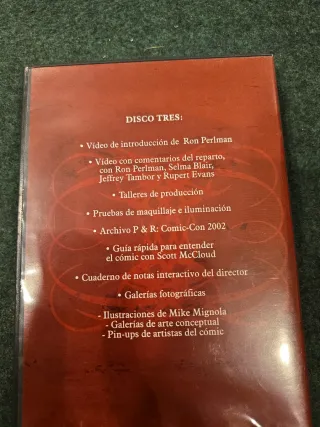 DISCO TRES:
• Vídeo de introducción de Ron Perlman
• Vídeo con comentarios del reparto,
con Ron Perlman, Selma Blair,
Jeffrey Tambor y Rupert Evans
• Talleres de producción
• Pruebas de maquillaje e iluminación
• Archivo P & R: Comic-Con 2002
• Guía rápida para entender
el cómic con Scott McCloud
• Cuaderno de notas interactivo del director
• Galerías fotográficas
- Ilustraciones de Mike Mignola
- Galerías de arte conceptual
- Pin-ups de artistas del cómic